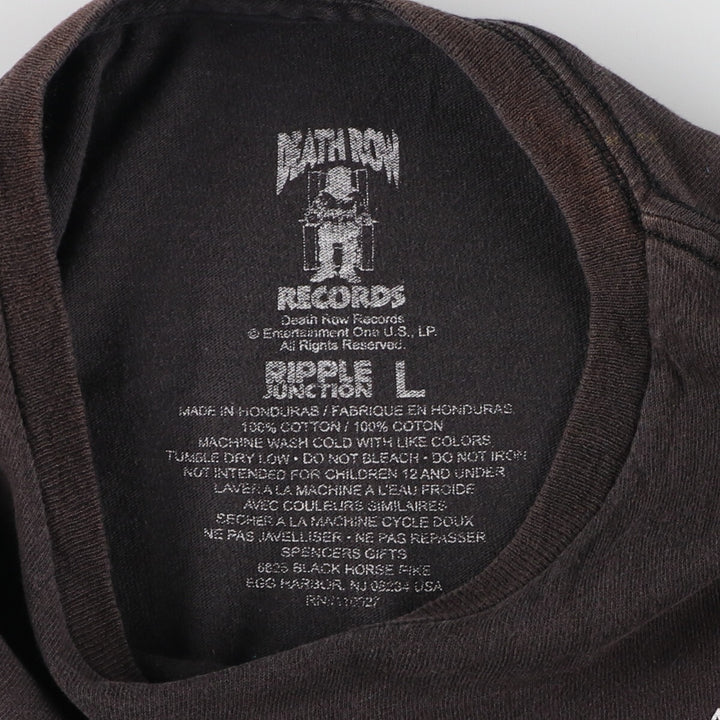 DEATH ROW
RECORDS
Death Row Records
© Entertainment One U.S., LP.
All Rights Reserved.
RIPPLE
JUNCTION
L
MADE IN HONDURAS / FABRIQUE EN HONDURAS
100% COTTON / 100% COTON
MACHINE WASH COLD WITH LIKE COLORS
TUMBLE DRY LOW • DO NOT BLEACH • DO NOT IRON
NOT INTENDED FOR CHILDREN 12 AND UNDER
LAVER A LA MACHINE A L'EAU FROIDE
AVEC COULEURS SIMILAIRES
SECHER A LA MACHINE CYCLE DOUX
NE PAS JAVELLISER • NE PAS REPASSER
SPENCERS GIFTS
6826 BLACK HORSE PIKE
EGG HARBOR, NJ 08234 USA